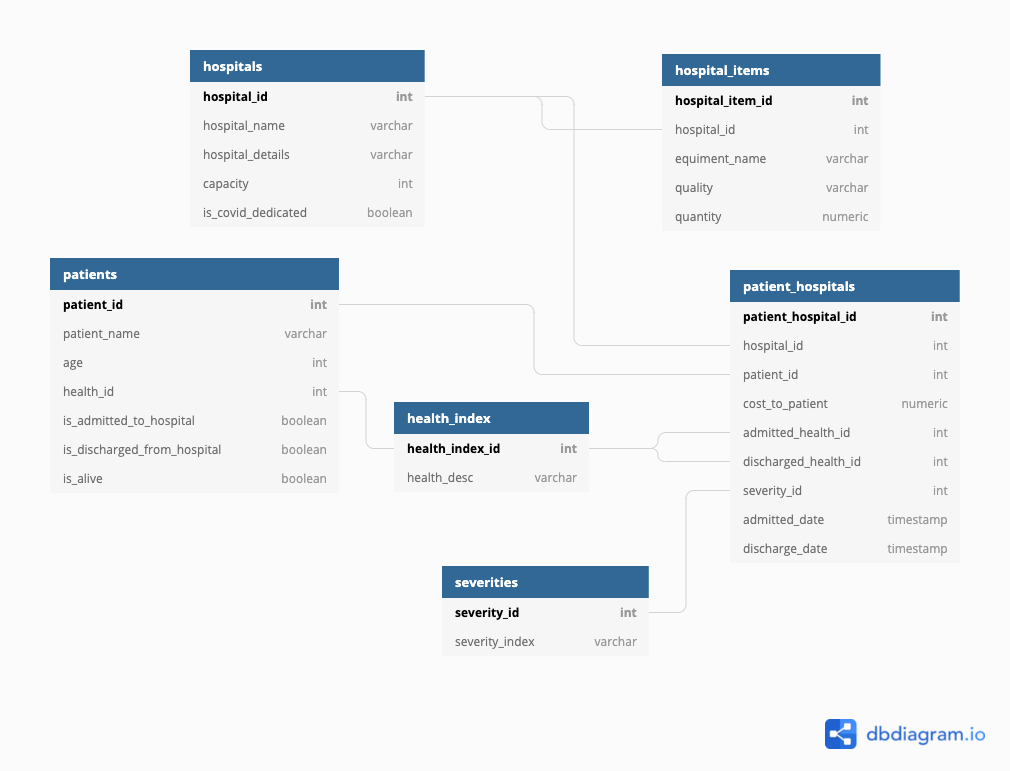 hospitals
hospital_id int
hospital_name varchar
hospital_details varchar
capacity int
is_covid_dedicated boolean
hospital_items
hospital_item_id int
hospital_id int
equiment_name varchar
quality varchar
quantity numeric
patients
patient_id int
patient_name varchar
age int
health_id int
is_admitted_to_hospital boolean
is_discharged_from_hospital boolean
is_alive boolean
patient_hospitals
patient_hospital_id int
hospital_id int
patient_id int
cost_to_patient numeric
admitted_health_id int
discharged_health_id int
severity_id int
admitted_date timestamp
discharge_date timestamp
health_index
health_index_id int
health_desc varchar
severities
severity_id int
severity_index varchar
dbdiagram.io